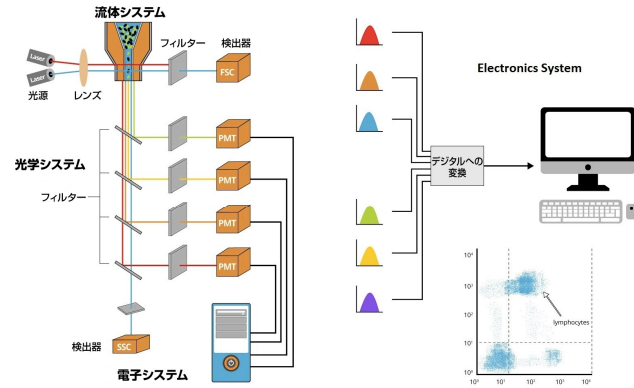 流体システム
フィルター
検出器
Laser
Laser
FSC
光源
レンズ
PMT
光学システム
フィルター
PMT
PMT
PMT
検出器
SSC
電子システム
Electronics System
デジタルへの
変換
10⁴
10³
10²
10¹
10⁰
lymphocytes
10⁰
10¹
10²
10³
10⁴